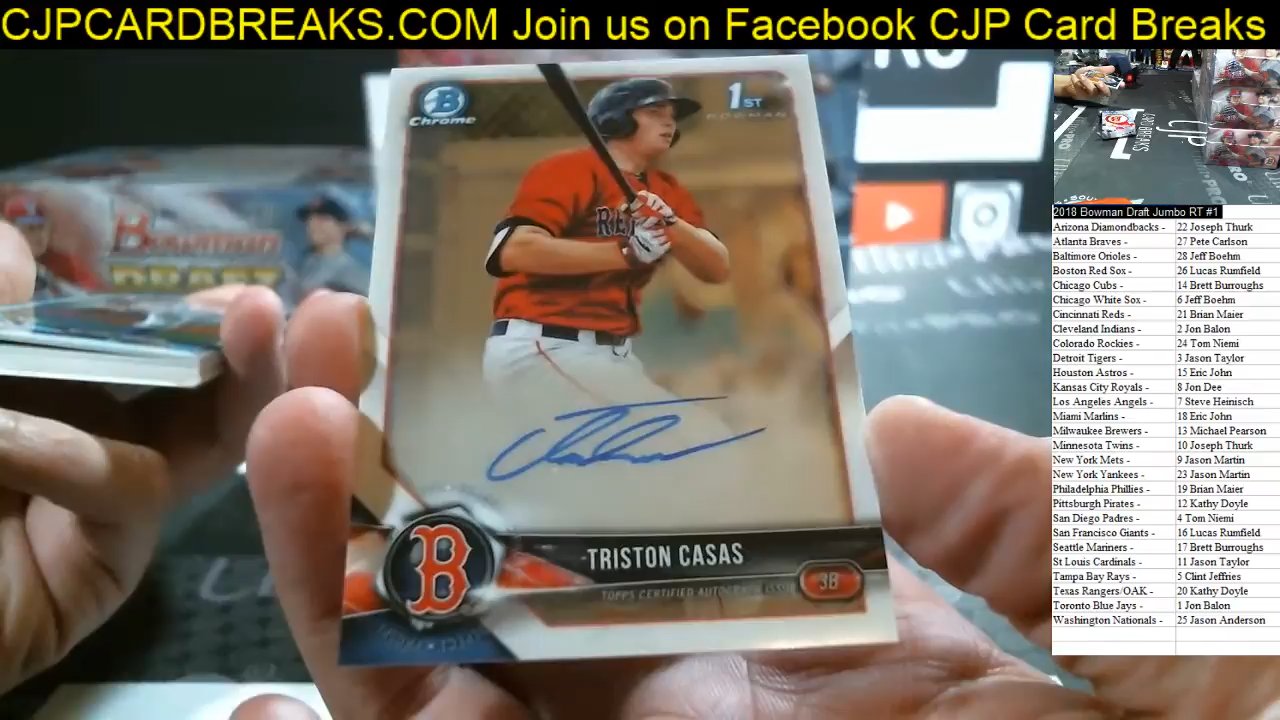 CJPCARDBREAKS.COM Join us on Facebook CJP Card Breaks
B
Chrome
1ST
BOWMAN
RE
Bowman
DRAFT
B
TRISTON CASAS
3B
TOPPS CERTIFIED AUTOGRAPH ISSUE
CJP
2018 Bowman Draft Jumbo RT #1
Arizona Diamondbacks - 22 Joseph Thurk
Atlanta Braves - 27 Pete Carlson
Baltimore Orioles - 28 Jeff Boehm
Boston Red Sox - 26 Lucas Rumfield
Chicago Cubs - 14 Brett Burroughs
Chicago White Sox - 6 Jeff Boehm
Cincinnati Reds - 21 Brian Maier
Cleveland Indians - 2 Jon Balon
Colorado Rockies - 24 Tom Niemi
Detroit Tigers - 3 Jason Taylor
Houston Astros - 15 Eric John
Kansas City Royals - 8 Jon Dee
Los Angeles Angels - 7 Steve Heinisch
Miami Marlins - 18 Eric John
Milwaukee Brewers - 13 Michael Pearson
Minnesota Twins - 10 Joseph Thurk
New York Mets - 9 Jason Martin
New York Yankees - 23 Jason Martin
Philadelphia Phillies - 19 Brian Maier
Pittsburgh Pirates - 12 Kathy Doyle
San Diego Padres - 4 Tom Niemi
San Francisco Giants - 16 Lucas Rumfield
Seattle Mariners - 17 Brett Burroughs
St Louis Cardinals - 11 Jason Taylor
Tampa Bay Rays - 5 Clint Jeffries
Texas Rangers/OAK - 20 Kathy Doyle
Toronto Blue Jays - 1 Jon Balon
Washington Nationals - 25 Jason Anderson